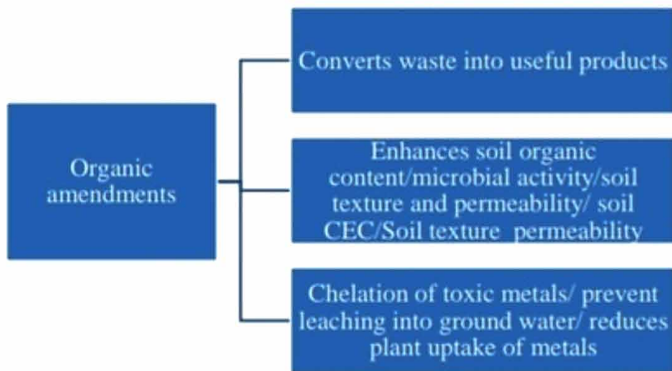 Organic
amendments
Converts waste into useful products
Enhances soil organic
content/microbial activity/soil
texture and permeability/ soil
CEC/Soil texture permeability
Chelation of toxic metals/ prevent
leaching into ground water/ reduces
plant uptake of metals